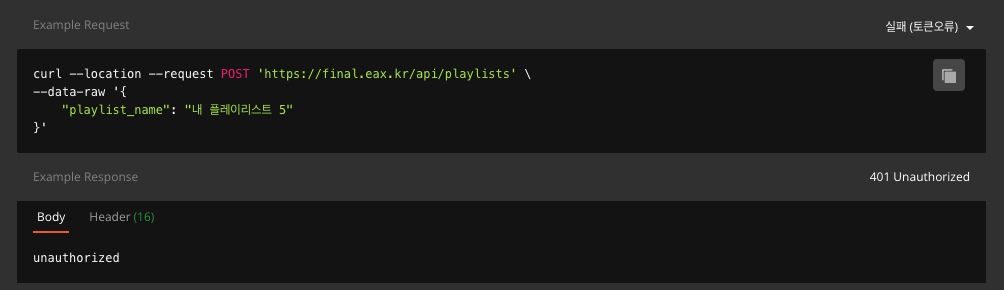 Example Request
실패 (토큰오류)
curl --location --request POST 'https://final.eax.kr/api/playlists' \
--data-raw '{
    "playlist_name": "내 플레이리스트 5"
}'
Example Response
401 Unauthorized
Body Header (16)
unauthorized